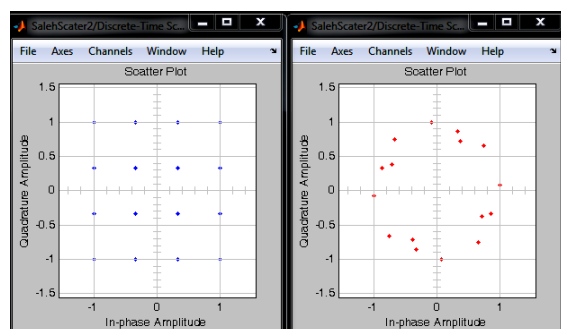 SalehScater2/Discrete-Time Sc...
File Axes Channels Window Help
Scatter Plot
1.5
1
0.5
0
-0.5
-1
-1.5
Quadrature Amplitude
-1 0 1
In-phase Amplitude
SalehScater2/Discrete-Time Sc...
File Axes Channels Window Help
Scatter Plot
1.5
1
0.5
0
-0.5
-1
-1.5
Quadrature Amplitude
-1 0 1
In-phase Amplitude